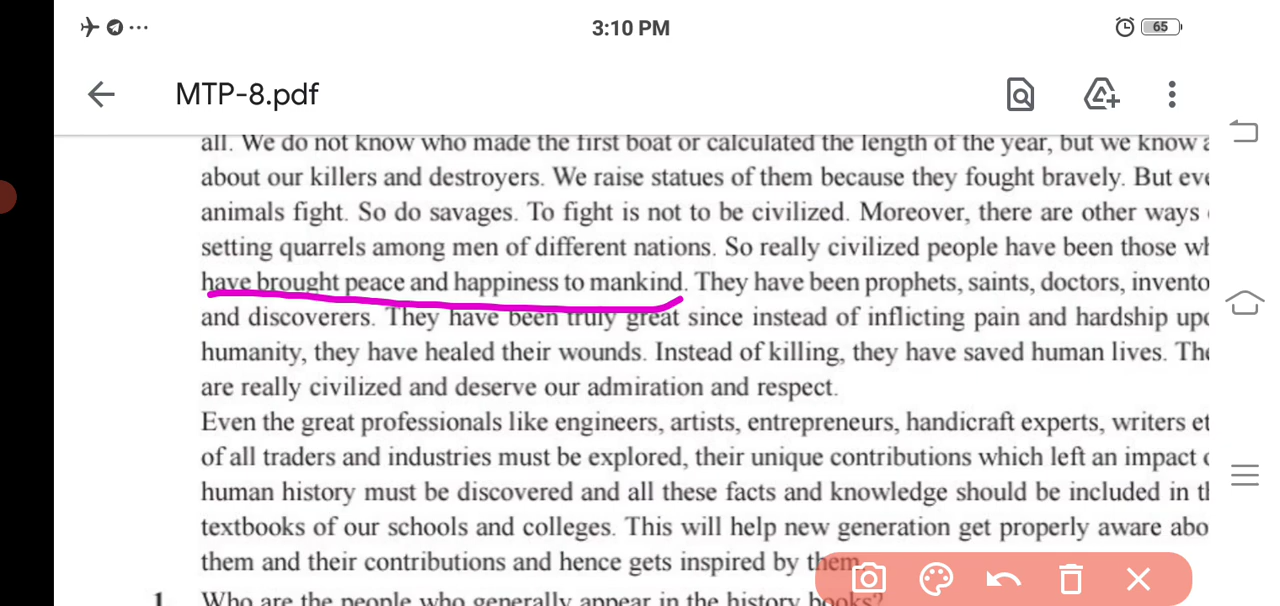 3:10 PM
65
MTP-8.pdf
all. We do not know who made the first boat or calculated the length of the year, but we know
about our killers and destroyers. We raise statues of them because they fought bravely. But
animals fight. So do savages. To fight is not to be civilized. Moreover, there are other ways
setting quarrels among men of different nations. So really civilized people have been those
have brought peace and happiness to mankind. They have been prophets, saints, doctors,
and discoverers. They have been truly great since instead of inflicting pain and hardship
humanity, they have healed their wounds. Instead of killing, they have saved human lives.
are really civilized and deserve our admiration and respect.
Even the great professionals like engineers, artists, entrepreneurs, handicraft experts, writers
of all traders and industries must be explored, their unique contributions which left an impact
human history must be discovered and all these facts and knowledge should be included in
textbooks of our schools and colleges. This will help new generation get properly aware
them and their contributions and hence gets inspired by them.
1. Who are the people who generally appear in the history books?